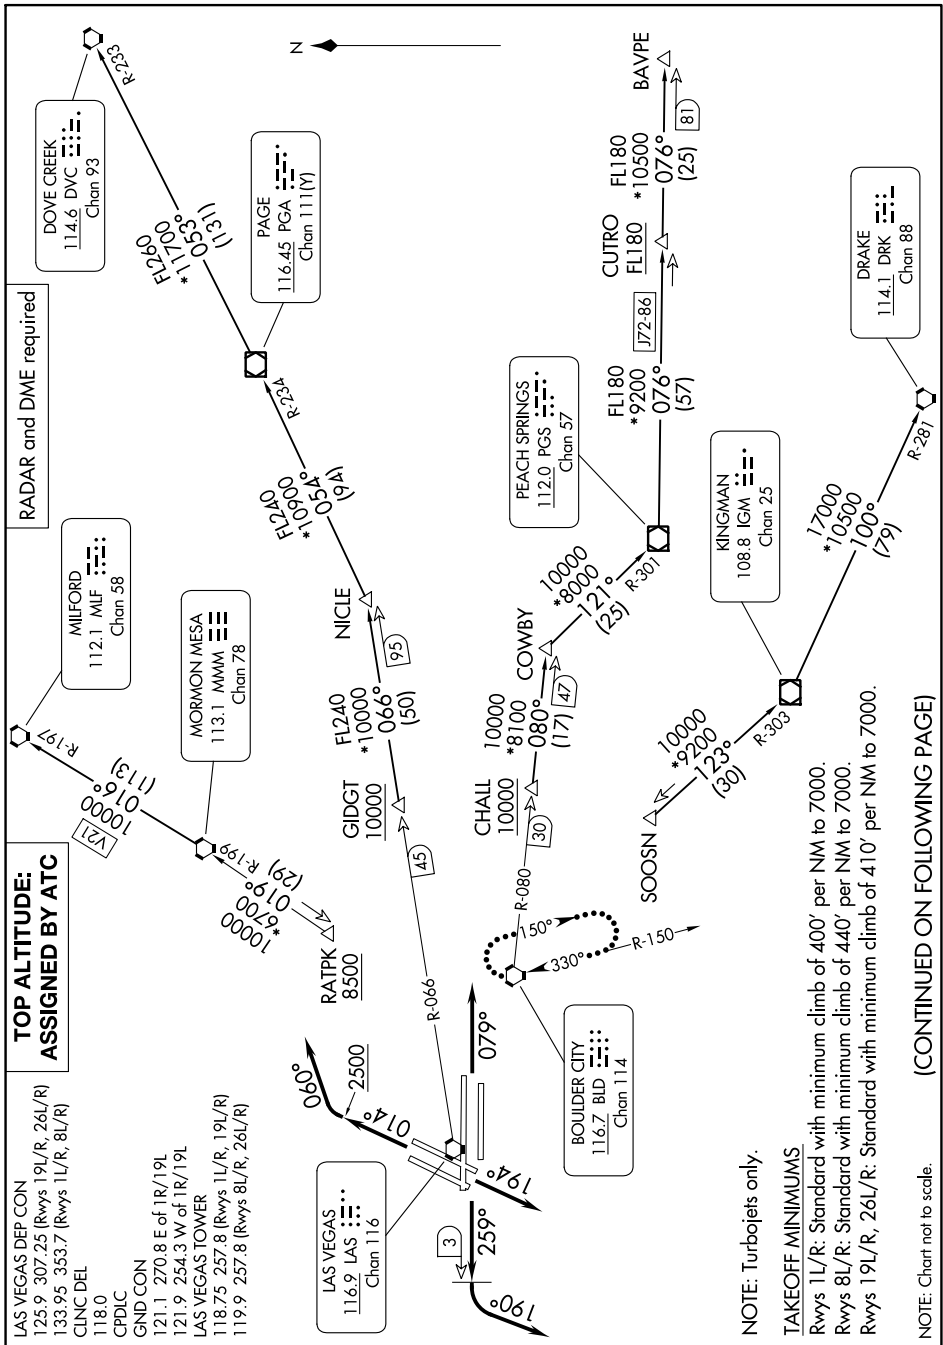 LAS VEGAS DEP CON
125.9 307.25 (Rwys 19L/R, 26L/R)
133.95 353.7 (Rwys 1L/R, 8L/R)
CLNC DEL
118.0
CPDLC
GND CON
121.1 270.8 E of 1R/19L
121.9 254.3 W of 1R/19L
LAS VEGAS TOWER
118.75 257.8 (Rwys 1L/R, 19L/R)
119.9 257.8 (Rwys 8L/R, 26L/R)
TOP ALTITUDE:
ASSIGNED BY ATC
RADAR and DME required
MILFORD
112.1 MLF
Chan 58
MORMON MESA
113.1 MMM
Chan 78
DOVE CREEK
114.6 DVC
Chan 93
PAGE
116.45 PGA
Chan 111(Y)
N
R-197
V21
10000
016°
(113)
R-199
10000
*6700
019°
(29)
RATPK
8500
R-233
FL260
*11700
053°
(131)
R-234
FL240
*10900
054°
(94)
NICLE
95
FL240
*10000
066°
(50)
GIDGT
10000
45
R-066
060°
2500
014°
079°
194°
259°
3
190°
LAS VEGAS
116.9 LAS
Chan 116
BOULDER CITY
116.7 BLD
Chan 114
150°
330°
R-150
R-080
30
CHALL
10000
10000
*8100
080°
(17)
47
COWBY
10000
*8000
121°
(25)
R-301
PEACH SPRINGS
112.0 PGS
Chan 57
FL180
*9200
076°
(57)
J72-86
CUTRO
FL180
FL180
*10500
076°
(25)
81
BAVPE
SOOSN
10000
*9200
123°
(30)
R-303
KINGMAN
108.8 IGM
Chan 25
17000
*10500
100°
(79)
R-281
DRAKE
114.1 DRK
Chan 88
NOTE: Turbojets only.
TAKEOFF MINIMUMS
Rwys 1L/R: Standard with minimum climb of 400' per NM to 7000.
Rwys 8L/R: Standard with minimum climb of 440' per NM to 7000.
Rwys 19L/R, 26L/R: Standard with minimum climb of 410' per NM to 7000.
NOTE: Chart not to scale.
(CONTINUED ON FOLLOWING PAGE)